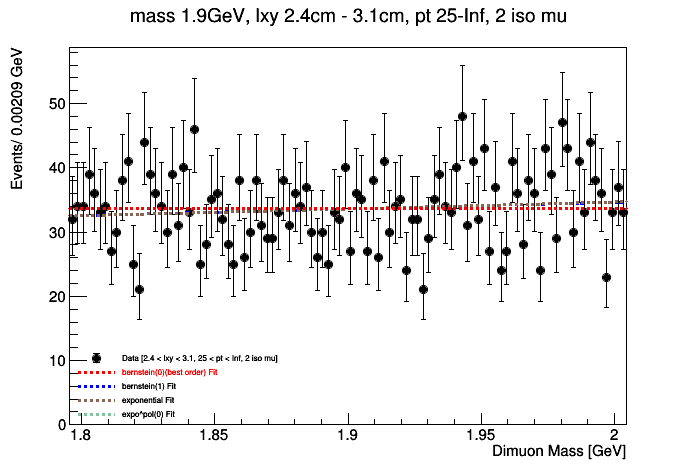 mass 1.9GeV, lxy 2.4cm - 3.1cm, pt 25-Inf, 2 iso mu
Events/ 0.00209 GeV
50
40
30
20
10
0
Data [2.4 < lxy < 3.1, 25 < pt < Inf, 2 iso mu]
bernstein(0)(best order) Fit
bernstein(1) Fit
exponential Fit
expo*pol(0) Fit
1.8 1.85 1.9 1.95 2
Dimuon Mass [GeV]